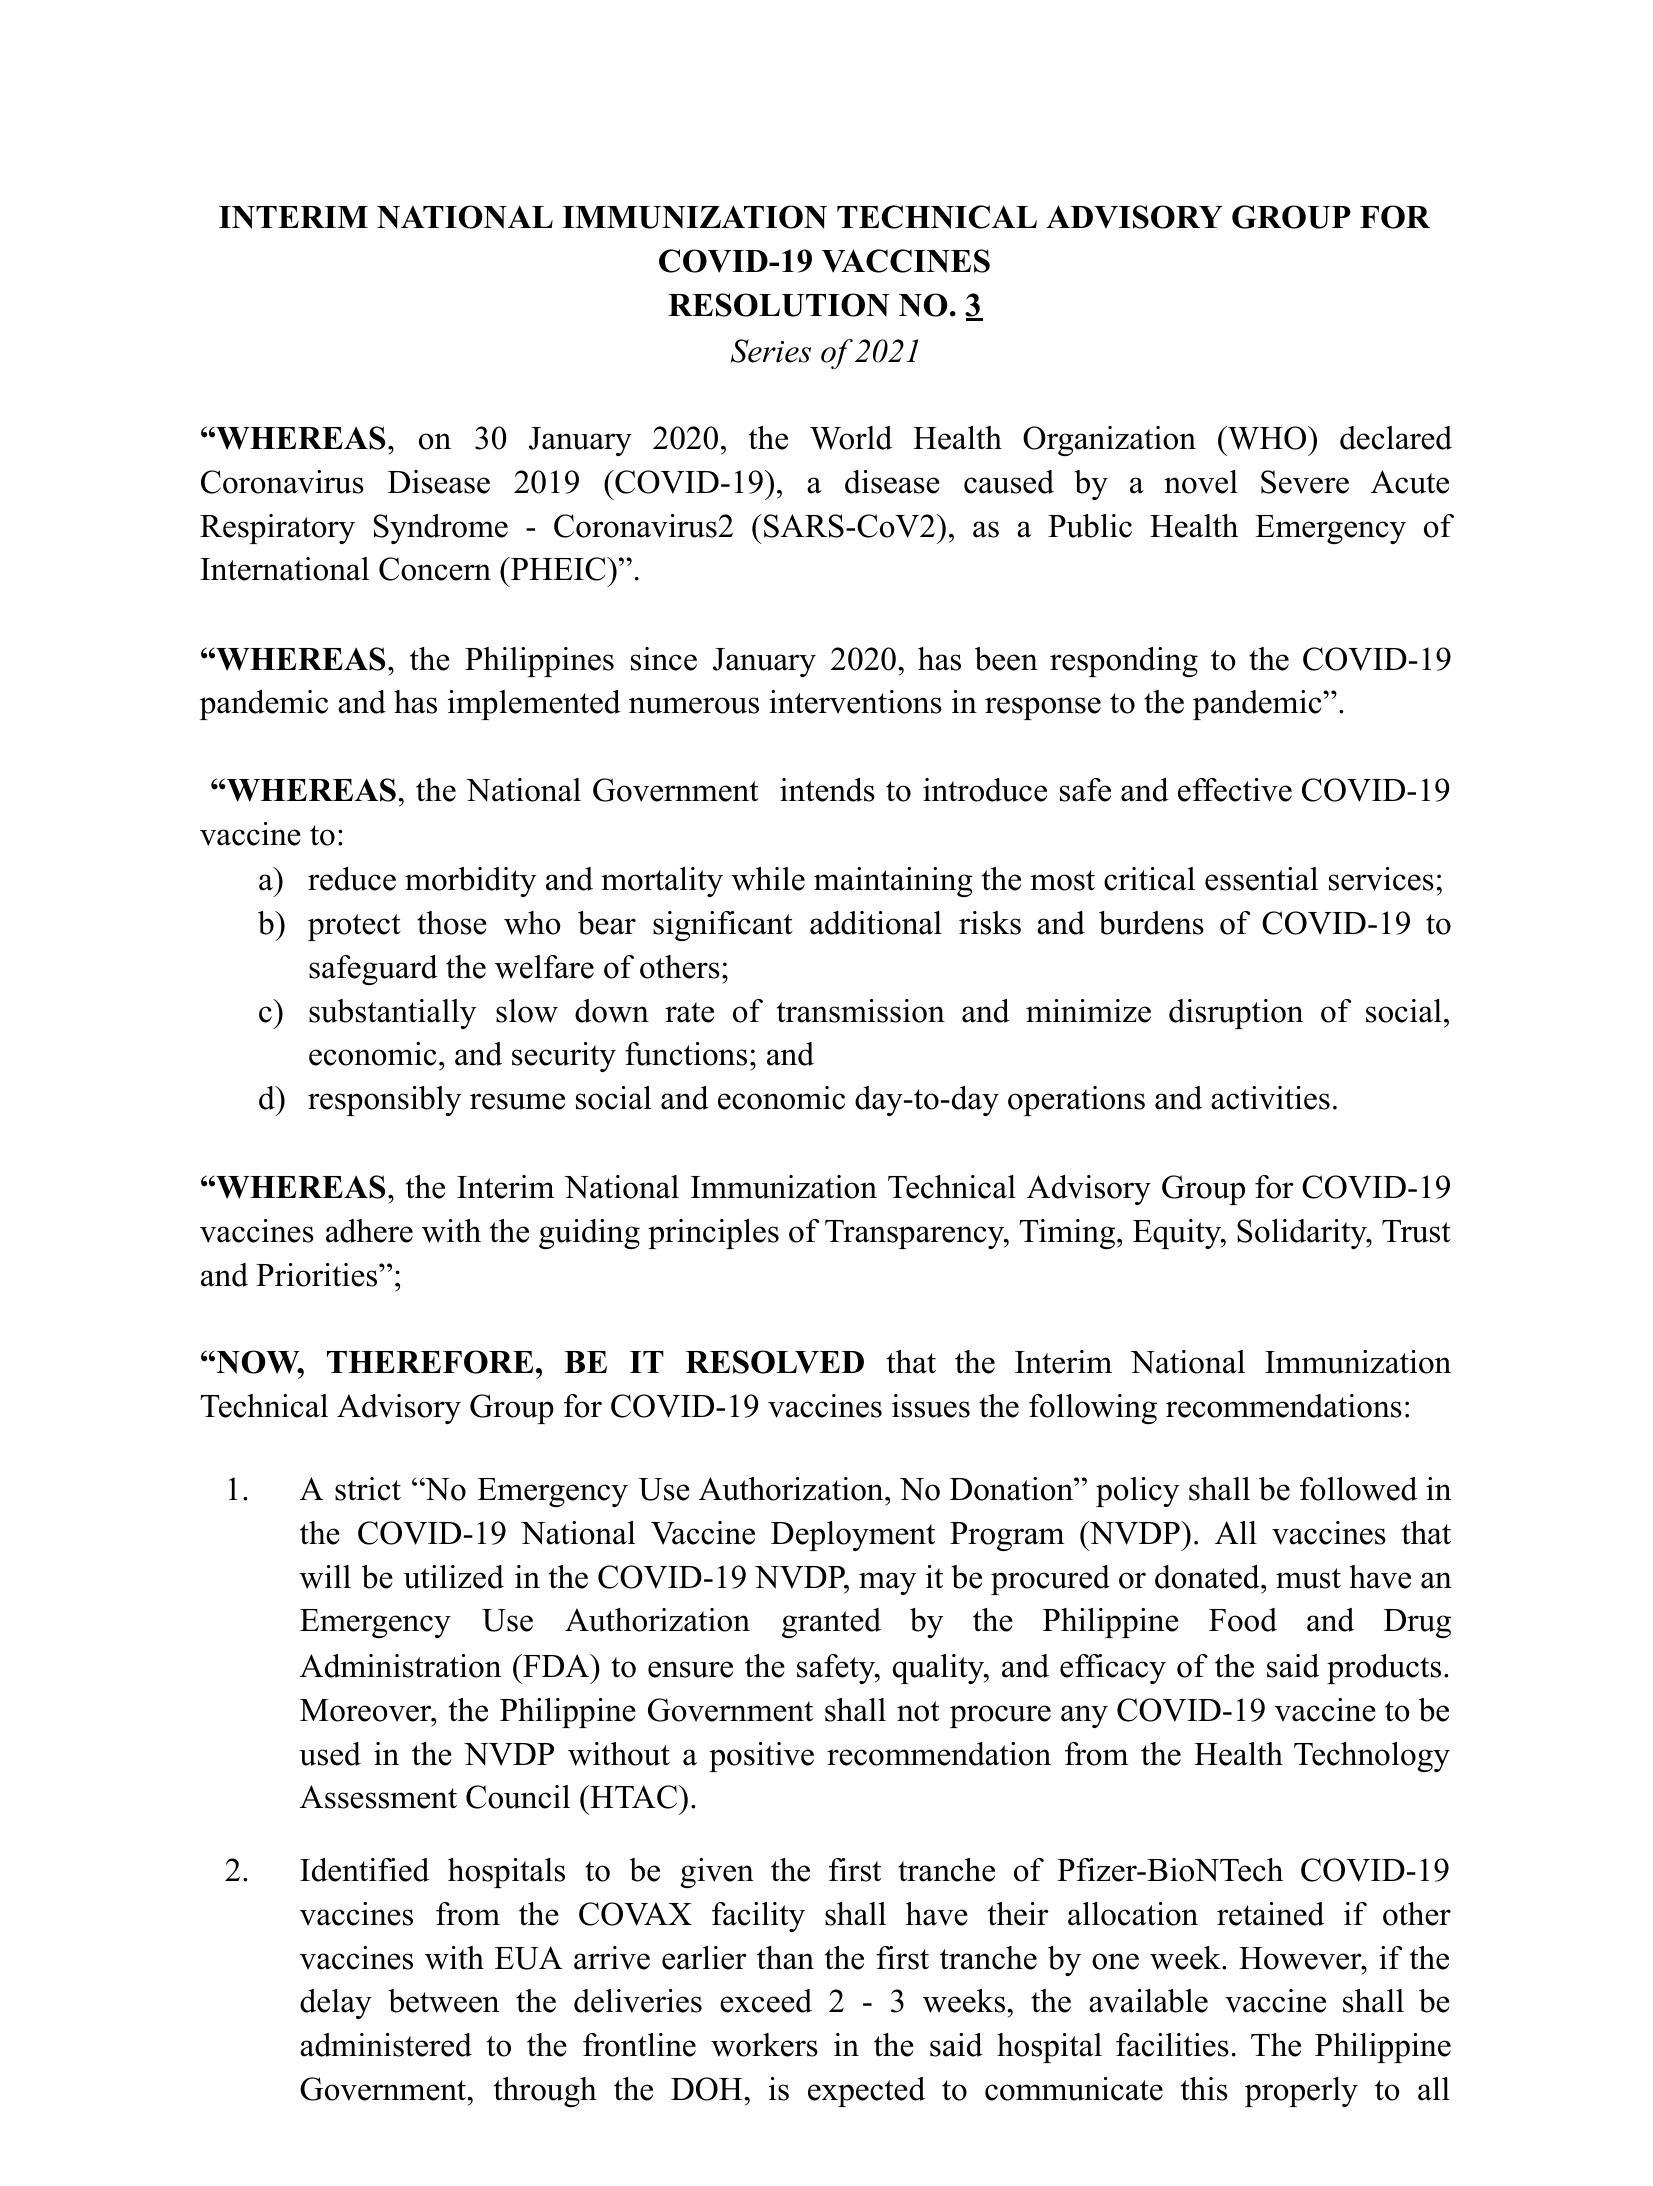 INTERIM NATIONAL IMMUNIZATION TECHNICAL ADVISORY GROUP FOR
COVID-19 VACCINES
RESOLUTION NO. 3
Series of 2021
“WHEREAS, on 30 January 2020, the World Health Organization (WHO) declared
Coronavirus Disease 2019 (COVID-19), a disease caused by a novel Severe Acute
Respiratory Syndrome - Coronavirus2 (SARS-CoV2), as a Public Health Emergency of
International Concern (PHEIC)”.
“WHEREAS, the Philippines since January 2020, has been responding to the COVID-19
pandemic and has implemented numerous interventions in response to the pandemic”.
“WHEREAS, the National Government intends to introduce safe and effective COVID-19
vaccine to:
a) reduce morbidity and mortality while maintaining the most critical essential services;
b) protect those who bear significant additional risks and burdens of COVID-19 to
safeguard the welfare of others;
c) substantially slow down rate of transmission and minimize disruption of social,
economic, and security functions; and
d) responsibly resume social and economic day-to-day operations and activities.
“WHEREAS, the Interim National Immunization Technical Advisory Group for COVID-19
vaccines adhere with the guiding principles of Transparency, Timing, Equity, Solidarity, Trust
and Priorities”;
“NOW, THEREFORE, BE IT RESOLVED that the Interim National Immunization
Technical Advisory Group for COVID-19 vaccines issues the following recommendations:
1. A strict “No Emergency Use Authorization, No Donation” policy shall be followed in
the COVID-19 National Vaccine Deployment Program (NVDP). All vaccines that
will be utilized in the COVID-19 NVDP, may it be procured or donated, must have an
Emergency Use Authorization granted by the Philippine Food and Drug
Administration (FDA) to ensure the safety, quality, and efficacy of the said products.
Moreover, the Philippine Government shall not procure any COVID-19 vaccine to be
used in the NVDP without a positive recommendation from the Health Technology
Assessment Council (HTAC).
2. Identified hospitals to be given the first tranche of Pfizer-BioNTech COVID-19
vaccines from the COVAX facility shall have their allocation retained if other
vaccines with EUA arrive earlier than the first tranche by one week. However, if the
delay between the deliveries exceed 2 - 3 weeks, the available vaccine shall be
administered to the frontline workers in the said hospital facilities. The Philippine
Government, through the DOH, is expected to communicate this properly to all